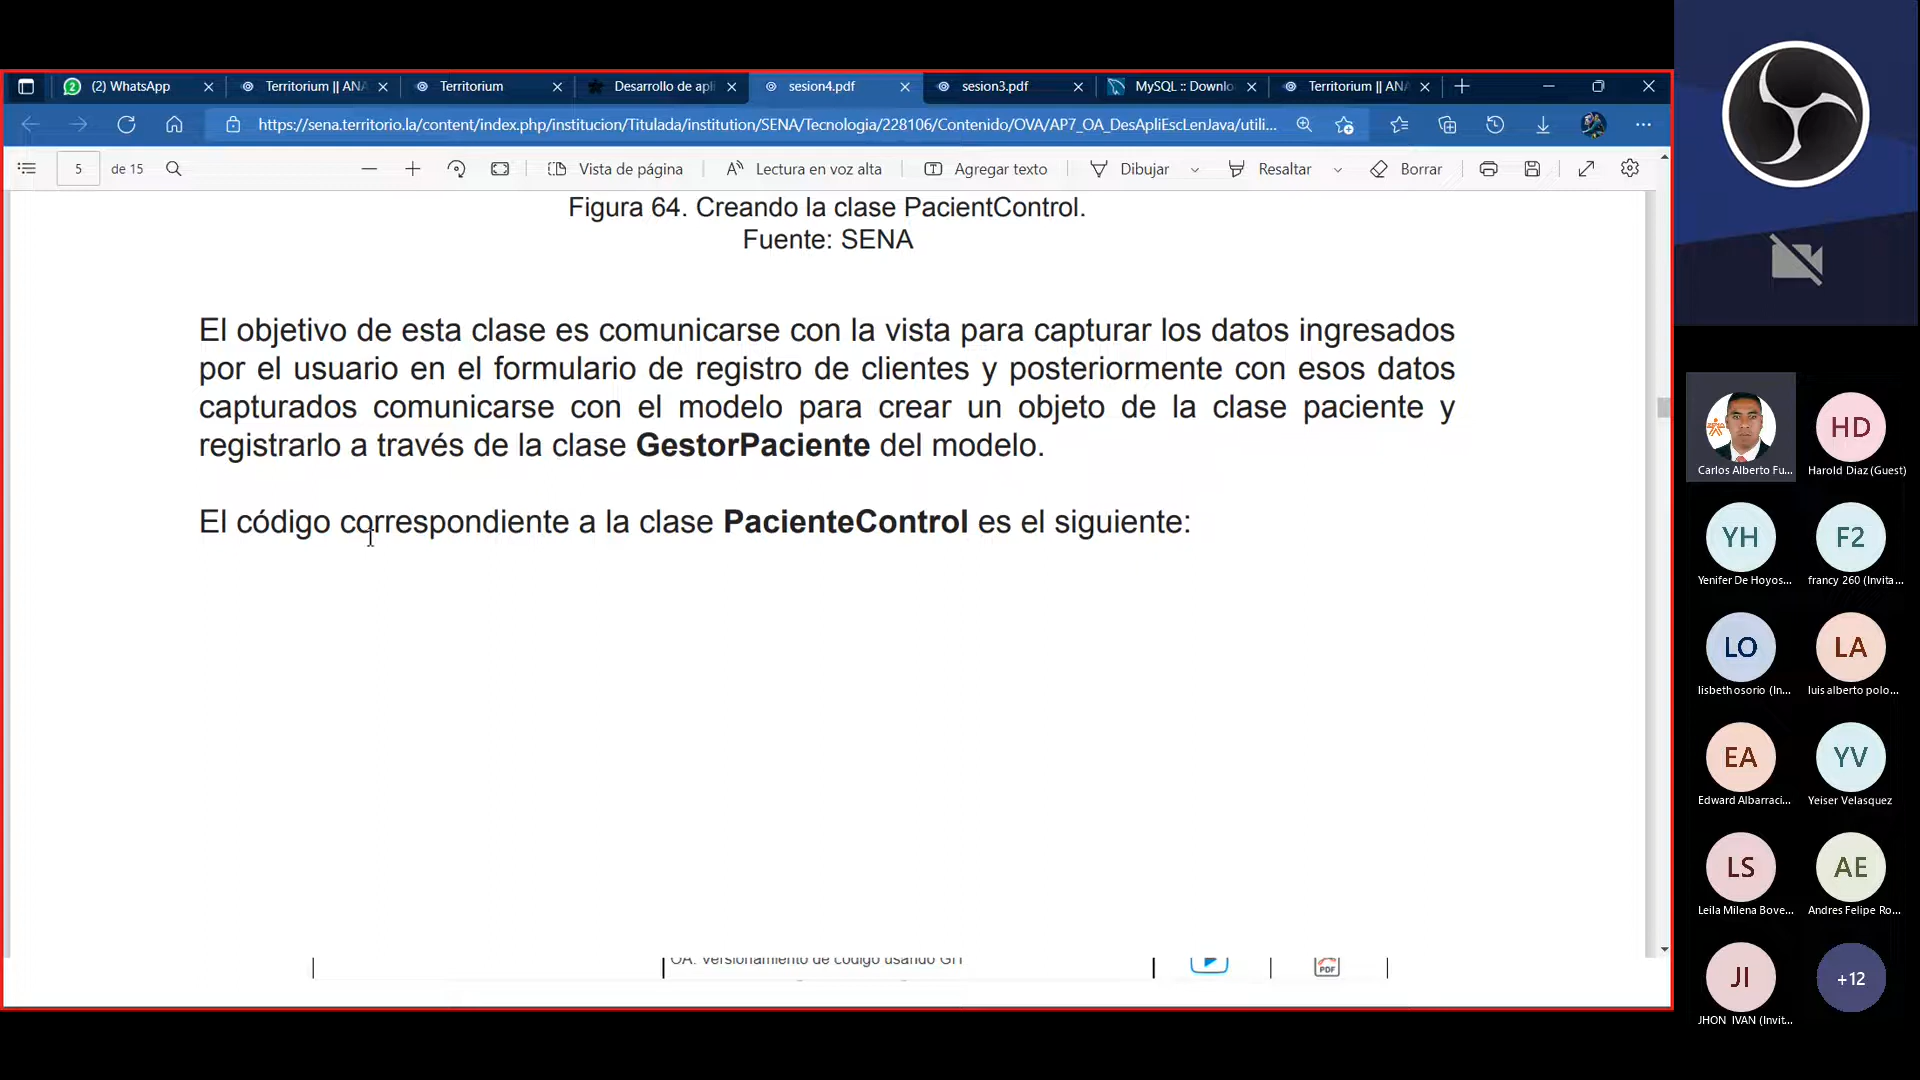 (2) WhatsApp
Territorium || ANA
Territorium
Desarrollo de apli
sesion4.pdf
sesion3.pdf
MySQL :: Downlo
Territorium || ANA
https://sena.territorio.la/content/index.php/institucion/Titulada/institution/SENA/Tecnologia/228106/Contenido/OVA/AP7_OA_DesApliEscLenJava/utili...
5 de 15
Vista de página
Lectura en voz alta
Agregar texto
Dibujar
Resaltar
Borrar
Figura 64. Creando la clase PacientControl.
Fuente: SENA
El objetivo de esta clase es comunicarse con la vista para capturar los datos ingresados
por el usuario en el formulario de registro de clientes y posteriormente con esos datos
capturados comunicarse con el modelo para crear un objeto de la clase paciente y
registrarlo a través de la clase GestorPaciente del modelo.
El código correspondiente a la clase PacienteControl es el siguiente:
OA. Versionamiento de código usando GIT
PDF
Carlos Alberto Fu...
HD
Harold Diaz (Guest)
YH
Yenifer De Hoyos...
F2
francy 260 (Invita...
LO
lisbeth osorio (In...
LA
luis alberto polo...
EA
Edward Albarraci...
YV
Yeiser Velasquez
LS
Leila Milena Bove...
AE
Andres Felipe Ro...
JI
JHON IVAN (Invit...
+12